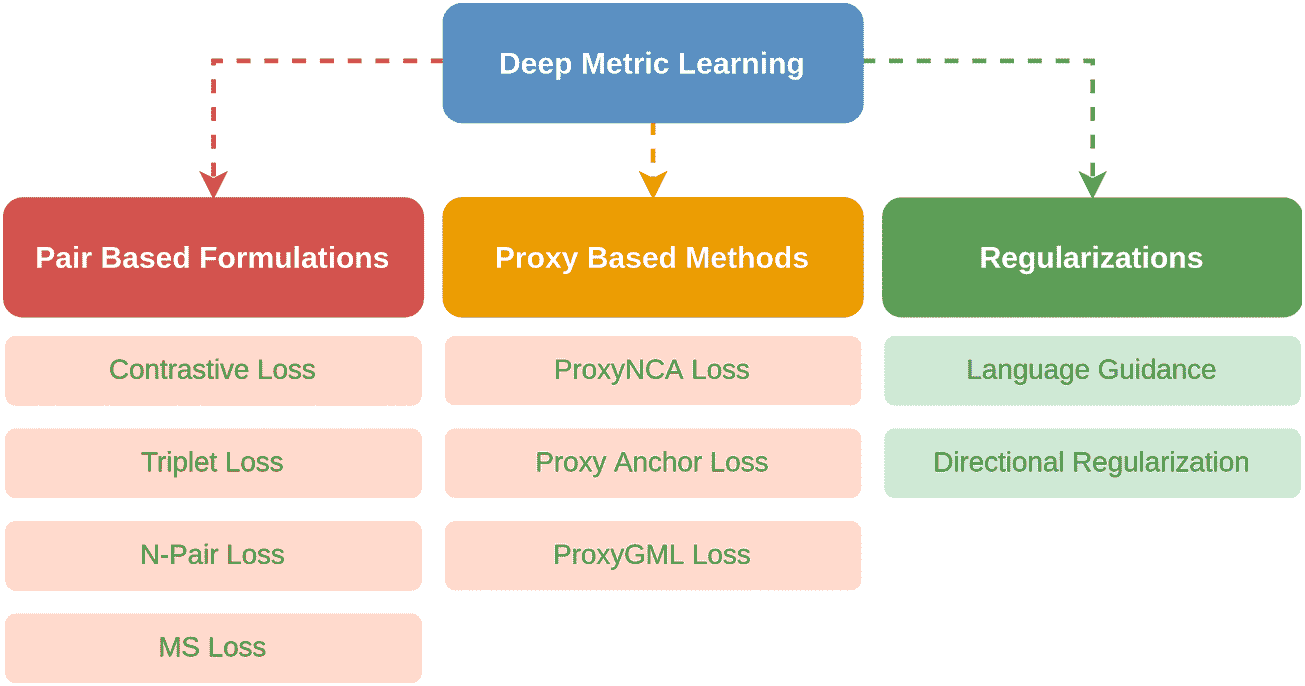 Deep Metric Learning
Pair Based Formulations
Contrastive Loss
Triplet Loss
N-Pair Loss
MS Loss
Proxy Based Methods
ProxyNCA Loss
Proxy Anchor Loss
ProxyGML Loss
Regularizations
Language Guidance
Directional Regularization